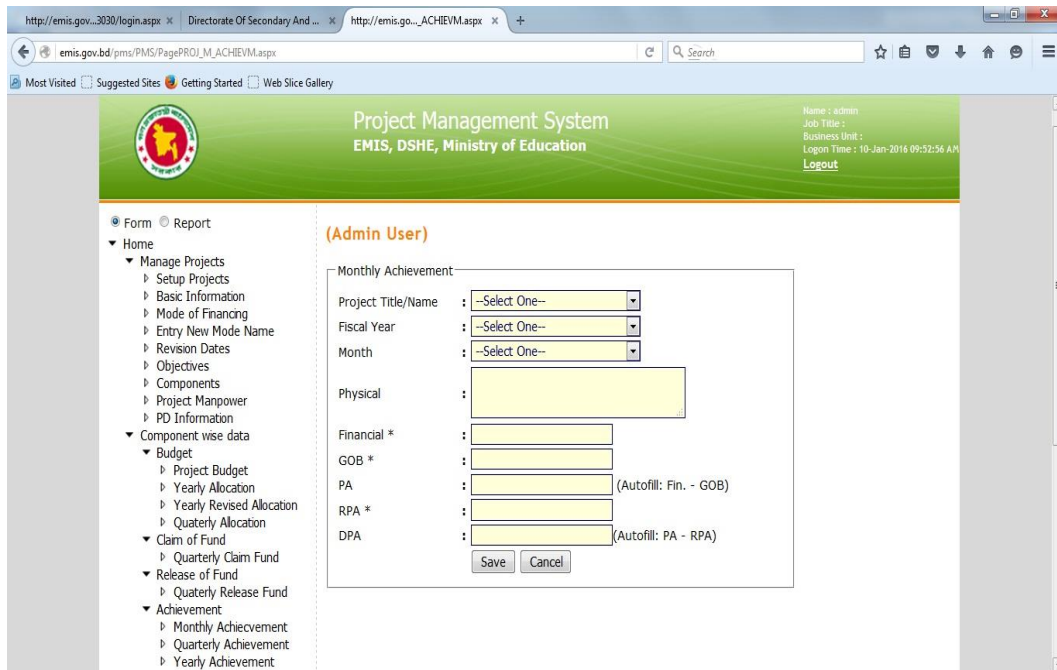 http://emis.gov...3030/login.aspx × Directorate Of Secondary And ... × http://emis.go..._ACHIEVM.aspx × +
emis.gov.bd/pms/PMS/PagePROJ_M_ACHIEVM.aspx Search
Most Visited Suggested Sites Getting Started Web Slice Gallery
Project Management System
EMIS, DSHE, Ministry of Education
Name : admin
Job Title :
Business Unit :
Logon Time : 10-Jan-2016 09:52:56 AM
Logout
Form Report
Home
Manage Projects
Setup Projects
Basic Information
Mode of Financing
Entry New Mode Name
Revision Dates
Objectives
Components
Project Manpower
PD Information
Component wise data
Budget
Project Budget
Yearly Allocation
Yearly Revised Allocation
Quaterly Allocation
Claim of Fund
Quarterly Claim Fund
Release of Fund
Quaterly Release Fund
Achievement
Monthly Achiecvement
Quarterly Achievement
Yearly Achievement
(Admin User)
Monthly Achievement
Project Title/Name : --Select One--
Fiscal Year : --Select One--
Month : --Select One--
Physical :
Financial * :
GOB * :
PA : (Autofill: Fin. - GOB)
RPA * :
DPA : (Autofill: PA - RPA)
Save Cancel